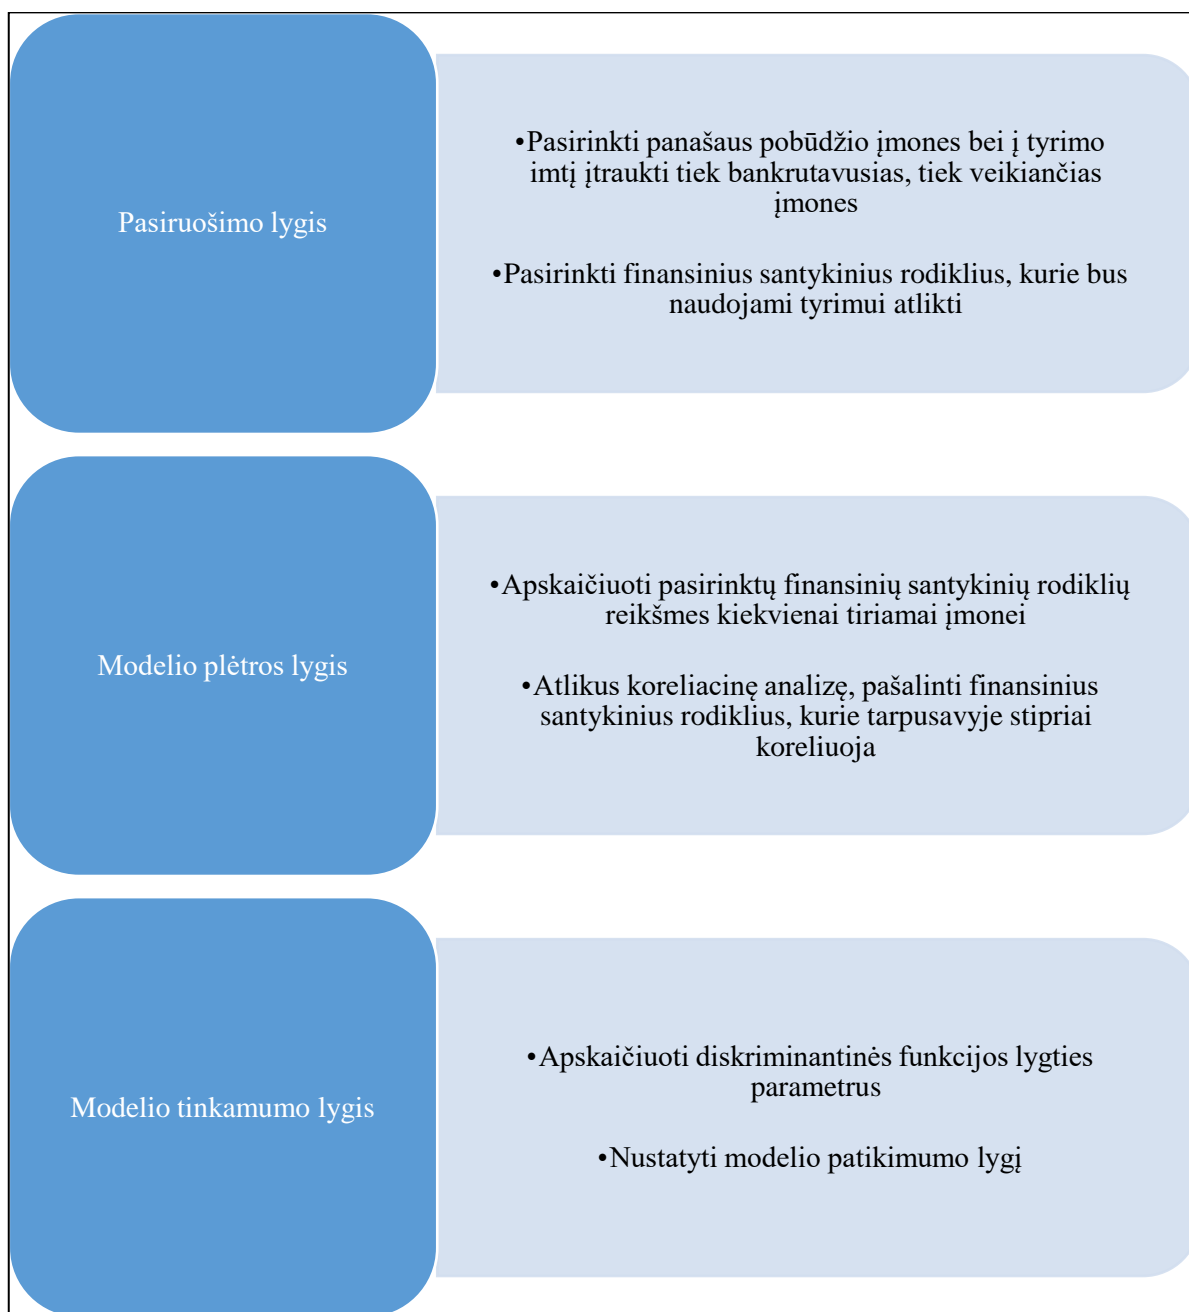 Pasiruošimo lygis
•Pasirinkti panašaus pobūdžio įmones bei į tyrimo
imtį įtraukti tiek bankrutavusias, tiek veikiančias
įmones
•Pasirinkti finansinius santykinius rodiklius, kurie bus
naudojami tyrimui atlikti
Modelio plėtros lygis
•Apskaičiuoti pasirinktų finansinių santykinių rodiklių
reikšmes kiekvienai tiriamai įmonei
•Atlikus koreliacinę analizę, pašalinti finansinius
santykinius rodiklius, kurie tarpusavyje stipriai
koreliuoja
Modelio tinkamumo lygis
•Apskaičiuoti diskriminantinės funkcijos lygties
parametrus
•Nustatyti modelio patikimumo lygį